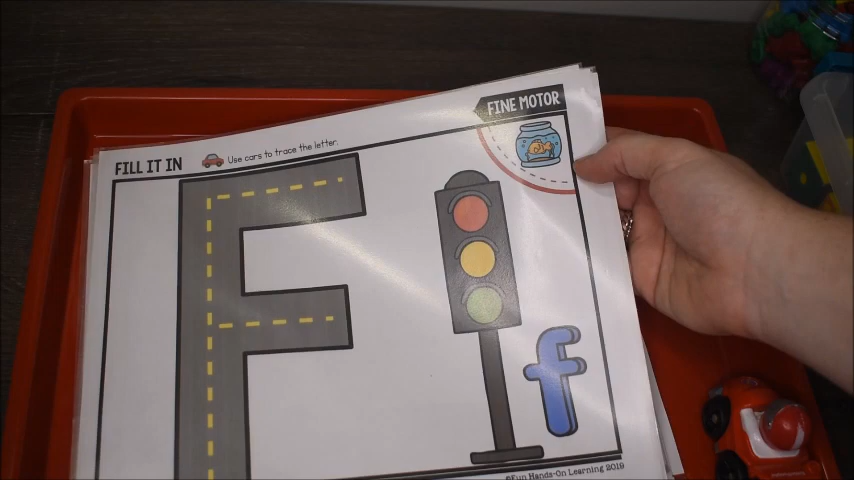 FINE MOTOR
FILL IT IN
Use cars to trace the letter.
F
f
©Fun Hands-On Learning 2019